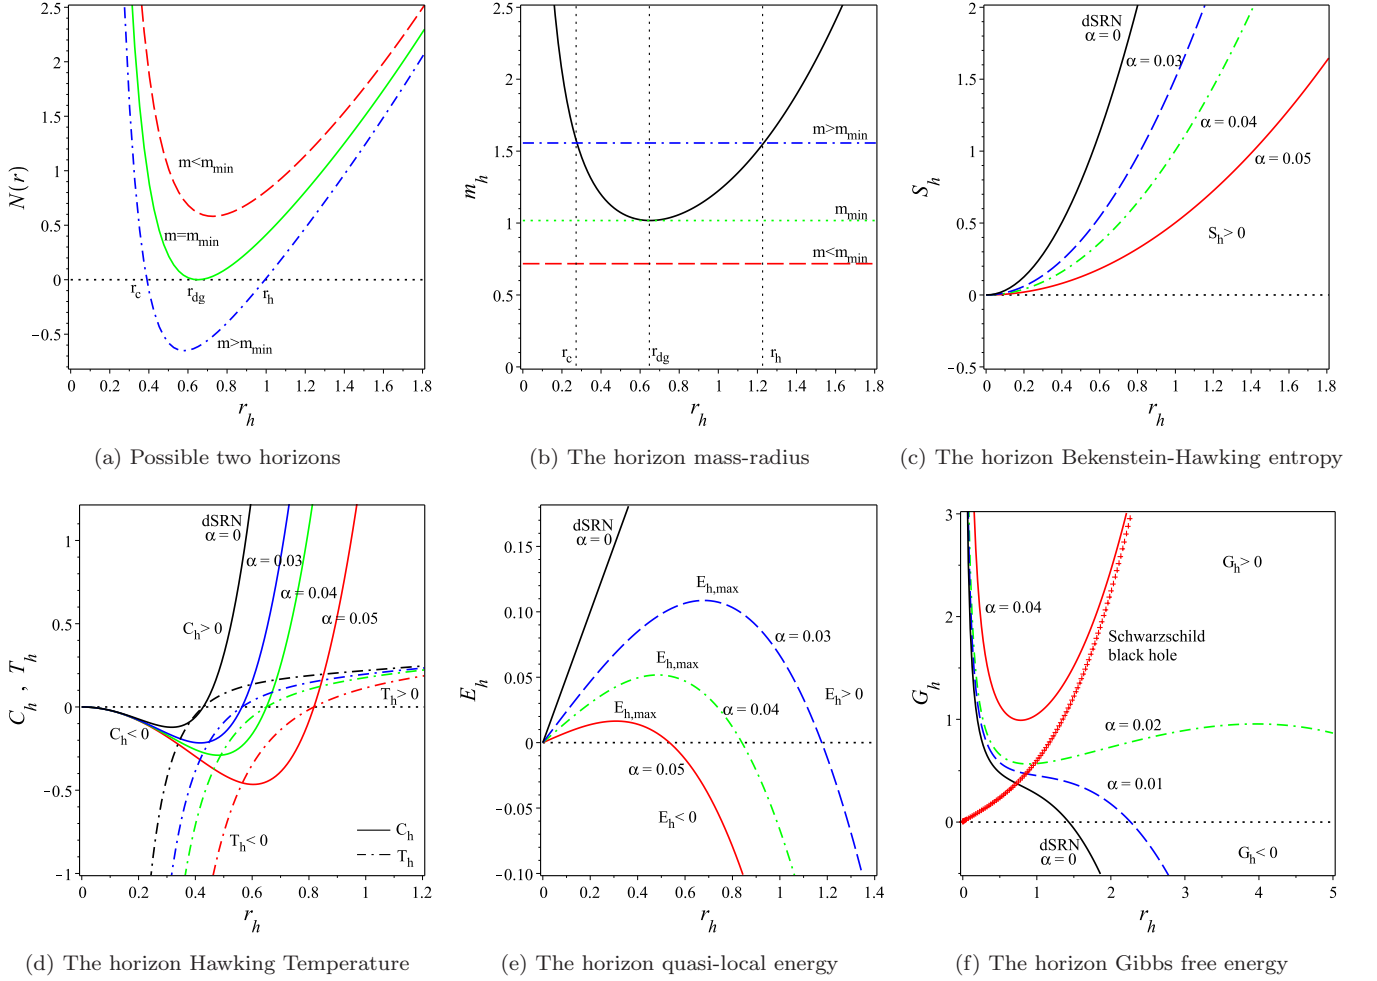 2.5
2
1.5
1
0.5
0
−0.5
N(r)
m<m_min
m=m_min
r_c
r_dg
r_h
m>m_min
0 0.2 0.4 0.6 0.8 1 1.2 1.4 1.6 1.8
r_h
(a) Possible two horizons
2.5
2
1.5
1
0.5
0
m_h
m>m_min
m_min
m<m_min
r_c
r_dg
r_h
0 0.2 0.4 0.6 0.8 1 1.2 1.4 1.6 1.8
r_h
(b) The horizon mass-radius
2
1.5
1
0.5
0
−0.5
S_h
dSRN
α = 0
α = 0.03
α = 0.04
α = 0.05
S_h > 0
0 0.2 0.4 0.6 0.8 1 1.2 1.4 1.6 1.8
r_h
(c) The horizon Bekenstein-Hawking entropy
1
0.5
0
−0.5
−1
C_h , T_h
dSRN
α = 0
α = 0.03
α = 0.04
α = 0.05
C_h > 0
T_h > 0
C_h < 0
T_h < 0
C_h
T_h
0 0.2 0.4 0.6 0.8 1 1.2
r_h
(d) The horizon Hawking Temperature
0.15
0.10
0.05
0
−0.05
−0.10
E_h
dSRN
α = 0
E_h,max
α = 0.03
E_h,max
E_h > 0
E_h,max
α = 0.04
α = 0.05
E_h < 0
0 0.2 0.4 0.6 0.8 1 1.2 1.4
r_h
(e) The horizon quasi-local energy
3
2
1
0
G_h
G_h > 0
α = 0.04
Schwarzschild
black hole
α = 0.02
α = 0.01
dSRN
α = 0
G_h < 0
0 1 2 3 4 5
r_h
(f) The horizon Gibbs free energy